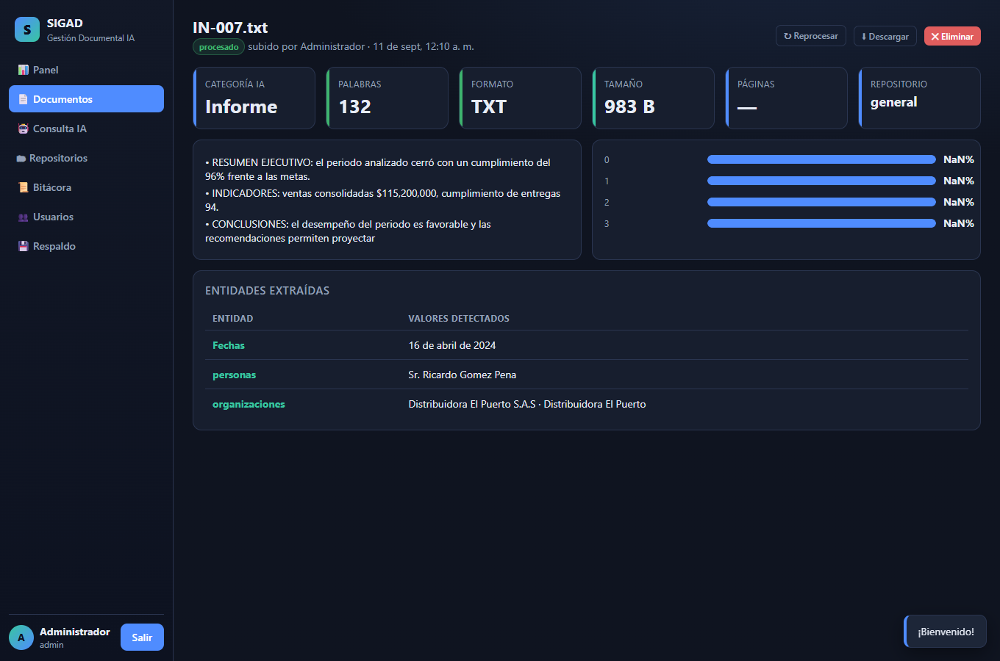 S
SIGAD
Gestión Documental IA
Panel
Documentos
Consulta IA
Repositorios
Bitácora
Usuarios
Respaldo
A
Administrador
admin
Salir
IN-007.txt
procesado subido por Administrador · 11 de sept, 12:10 a. m.
↻ Reprocesar
⬇ Descargar
✕ Eliminar
CATEGORÍA IA
Informe
PALABRAS
132
FORMATO
TXT
TAMAÑO
983 B
PÁGINAS
—
REPOSITORIO
general
• RESUMEN EJECUTIVO: el periodo analizado cerró con un cumplimiento del
96% frente a las metas.
• INDICADORES: ventas consolidadas $115,200,000, cumplimiento de entregas
94.
• CONCLUSIONES: el desempeño del periodo es favorable y las
recomendaciones permiten proyectar
0 NaN%
1 NaN%
2 NaN%
3 NaN%
ENTIDADES EXTRAÍDAS
ENTIDAD VALORES DETECTADOS
Fechas 16 de abril de 2024
personas Sr. Ricardo Gomez Pena
organizaciones Distribuidora El Puerto S.A.S · Distribuidora El Puerto
¡Bienvenido!